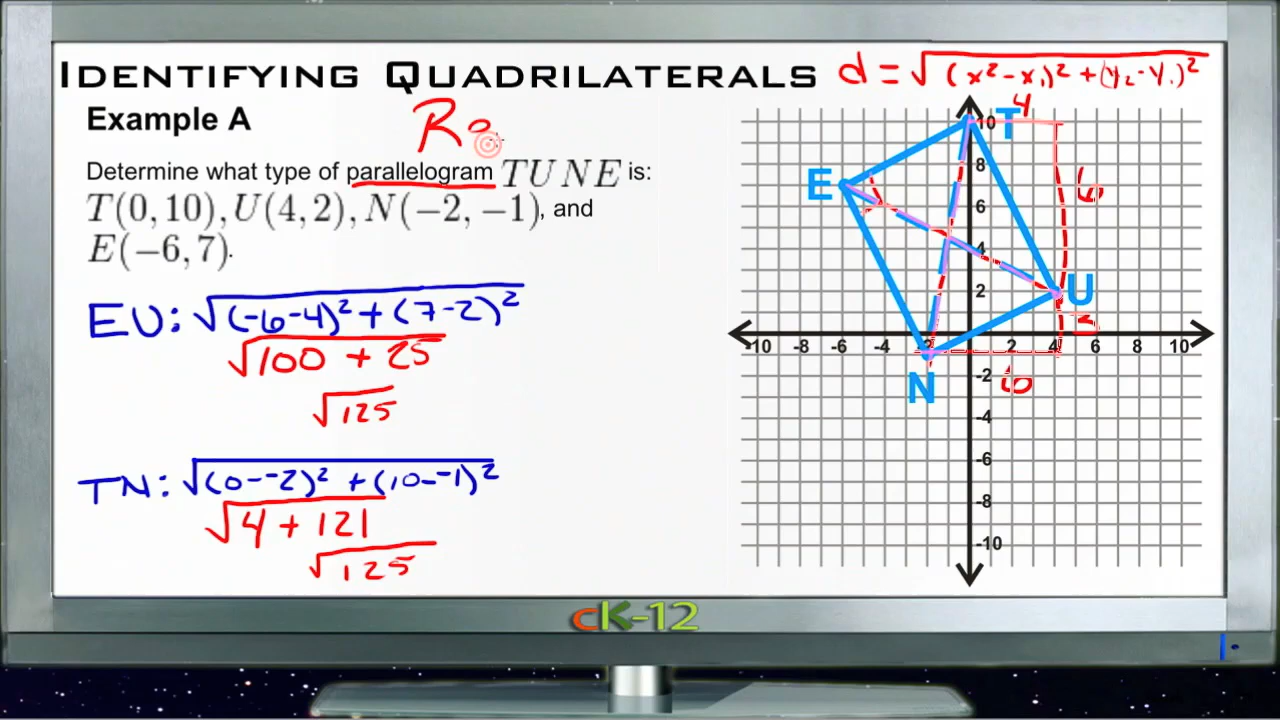 IDENTIFYING QUADRILATERALS
d = √(x² - x₁)² + (y₂ - y₁)²
Example A
Determine what type of parallelogram TUNE is:
T(0, 10), U(4, 2), N(−2, −1), and
E(−6, 7).
EU: √(-6-4)² + (7-2)²
√100 + 25
√125
TN: √(0--2)² + (10--1)²
√4 + 121
√125
4
10
T
8
E
6
6
4
2
U
3
-10 -8 -6 -4 -2 2 4 6 8 10
6
N
-2
-4
-6
-8
-10
cK-12